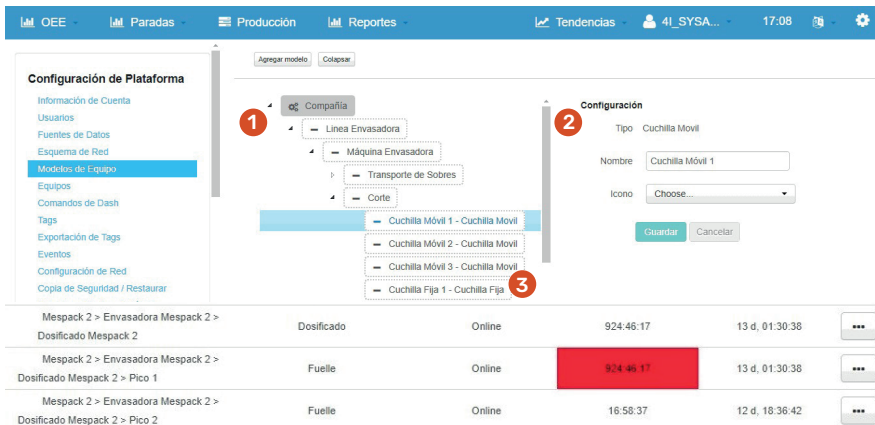 OEE Paradas Producción Reportes Tendencias 4I_SYSA... 17:08
Agregar modelo Colapsar
Configuración de Plataforma
Información de Cuenta
Usuarios
Fuentes de Datos
Esquema de Red
Modelos de Equipo
Equipos
Comandos de Dash
Tags
Exportación de Tags
Eventos
Configuración de Red
Copia de Seguridad / Restaurar
1
Compañía
Linea Envasadora
Máquina Envasadora
Transporte de Sobres
Corte
Cuchilla Móvil 1 - Cuchilla Movil
Cuchilla Móvil 2 - Cuchilla Movil
Cuchilla Móvil 3 - Cuchilla Movil
Cuchilla Fija 1 - Cuchilla Fija
3
2
Configuración
Tipo Cuchilla Movil
Nombre Cuchilla Móvil 1
Icono Choose...
Guardar Cancelar
Mespack 2 > Envasadora Mespack 2 >
Dosificado Mespack 2
Dosificado Online 924:46:17 13 d, 01:30:38
Mespack 2 > Envasadora Mespack 2 >
Dosificado Mespack 2 > Pico 1
Fuelle Online 924:46:17 13 d, 01:30:38
Mespack 2 > Envasadora Mespack 2 >
Dosificado Mespack 2 > Pico 2
Fuelle Online 16:58:37 12 d, 18:36:42